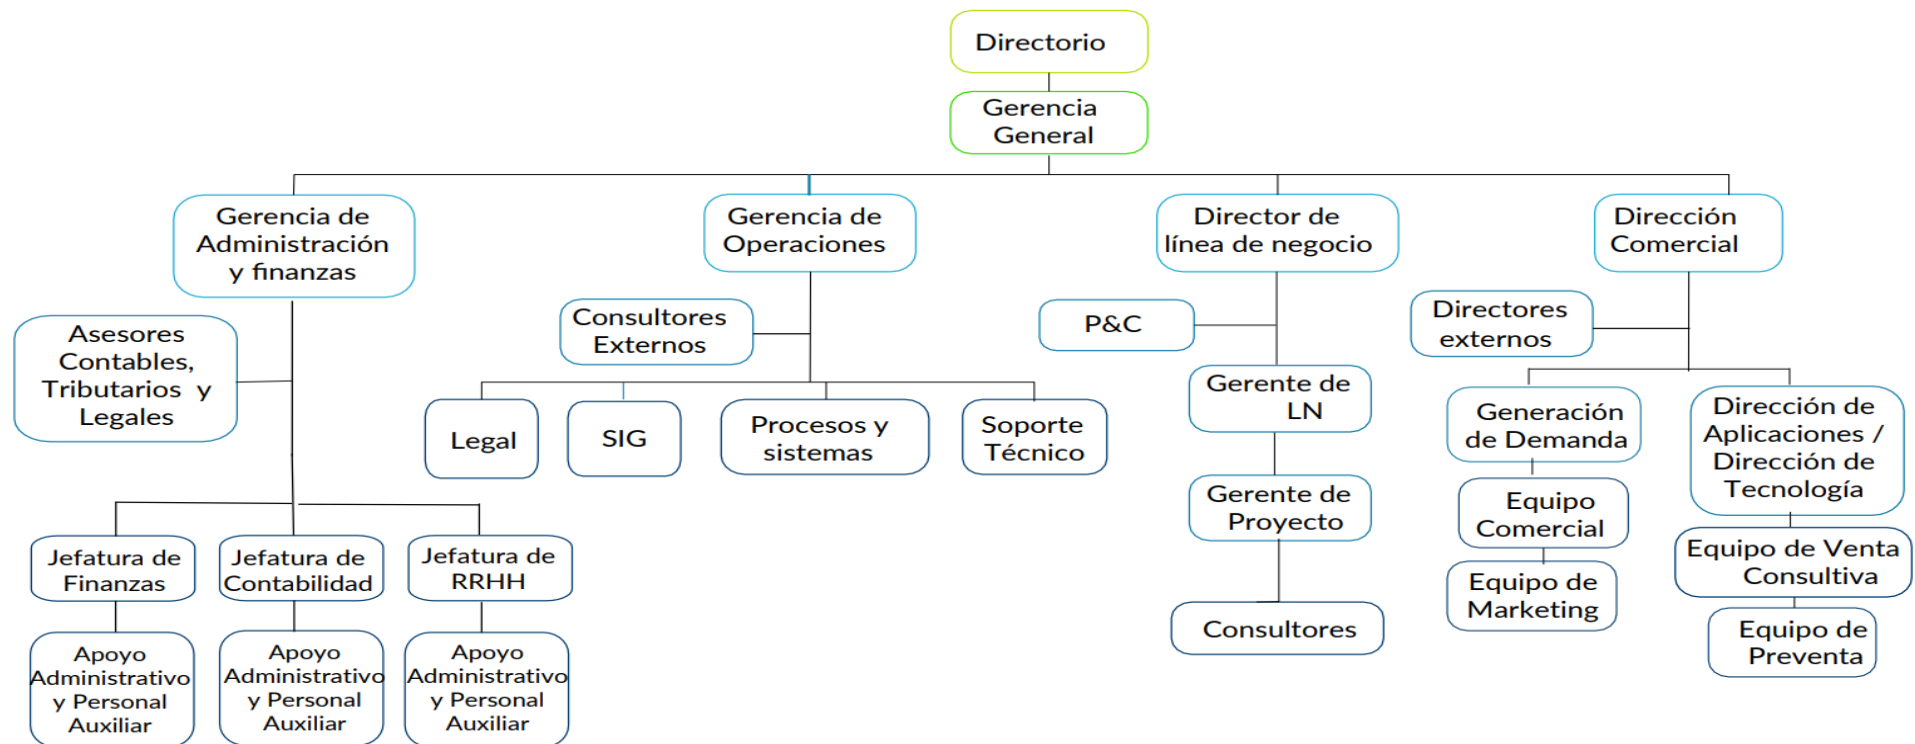 Directorio
Gerencia
General
Gerencia de
Administración
y finanzas
Gerencia de
Operaciones
Director de
línea de negocio
Dirección
Comercial
Asesores
Contables,
Tributarios y
Legales
Consultores
Externos
P&C
Directores
externos
Legal
SIG
Procesos y
sistemas
Soporte
Técnico
Gerente de
LN
Generación
de Demanda
Dirección de
Aplicaciones /
Dirección de
Tecnología
Gerente de
Proyecto
Equipo
Comercial
Equipo de Venta
Consultiva
Jefatura de
Finanzas
Jefatura de
Contabilidad
Jefatura de
RRHH
Equipo de
Marketing
Consultores
Equipo de
Preventa
Apoyo
Administrativo
y Personal
Auxiliar
Apoyo
Administrativo
y Personal
Auxiliar
Apoyo
Administrativo
y Personal
Auxiliar